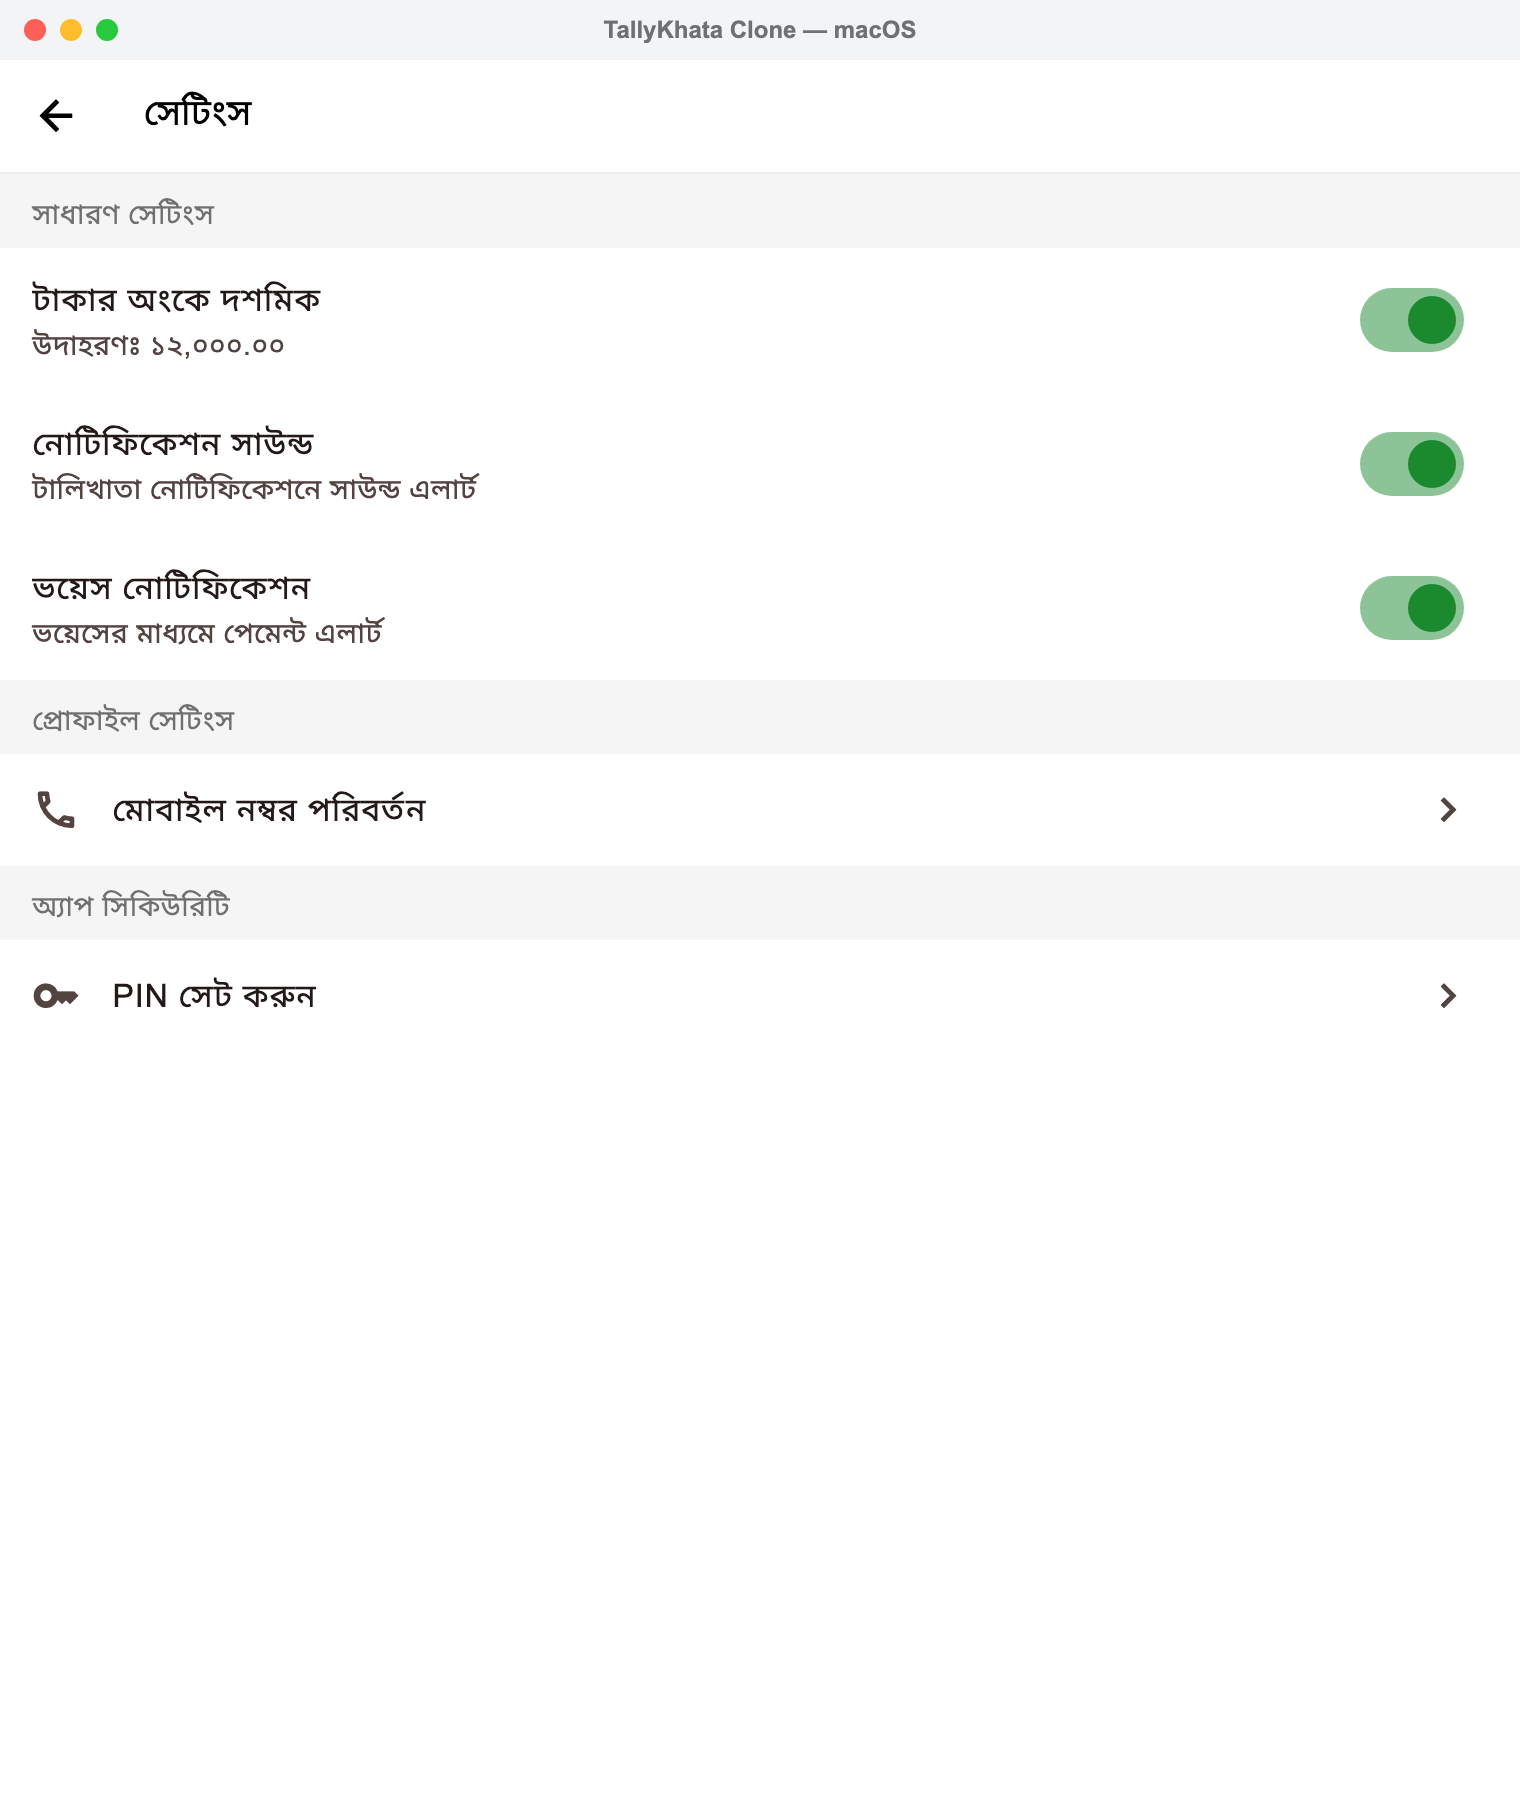 TallyKhata Clone — macOS
সেটিংস
সাধারণ সেটিংস
টাকার অংকে দশমিক
উদাহরণঃ ১২,০০০.০০
নোটিফিকেশন সাউন্ড
টালিখাতা নোটিফিকেশনে সাউন্ড এলার্ট
ভয়েস নোটিফিকেশন
ভয়েসের মাধ্যমে পেমেন্ট এলার্ট
প্রোফাইল সেটিংস
মোবাইল নম্বর পরিবর্তন
অ্যাপ সিকিউরিটি
PIN সেট করুন